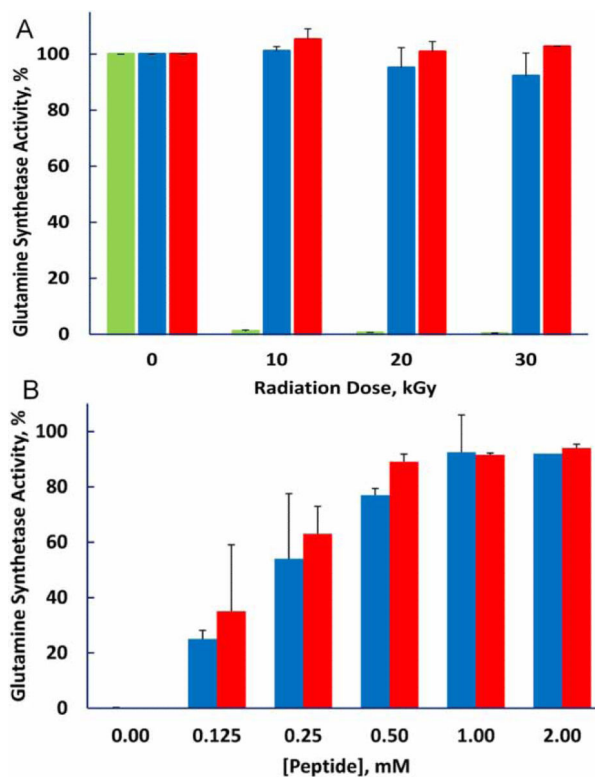 A
Glutamine Synthetase Activity, %
100
80
60
40
20
0
0 10 20 30
Radiation Dose, kGy
B
Glutamine Synthetase Activity, %
100
80
60
40
20
0
0.00 0.125 0.25 0.50 1.00 2.00
[Peptide], mM